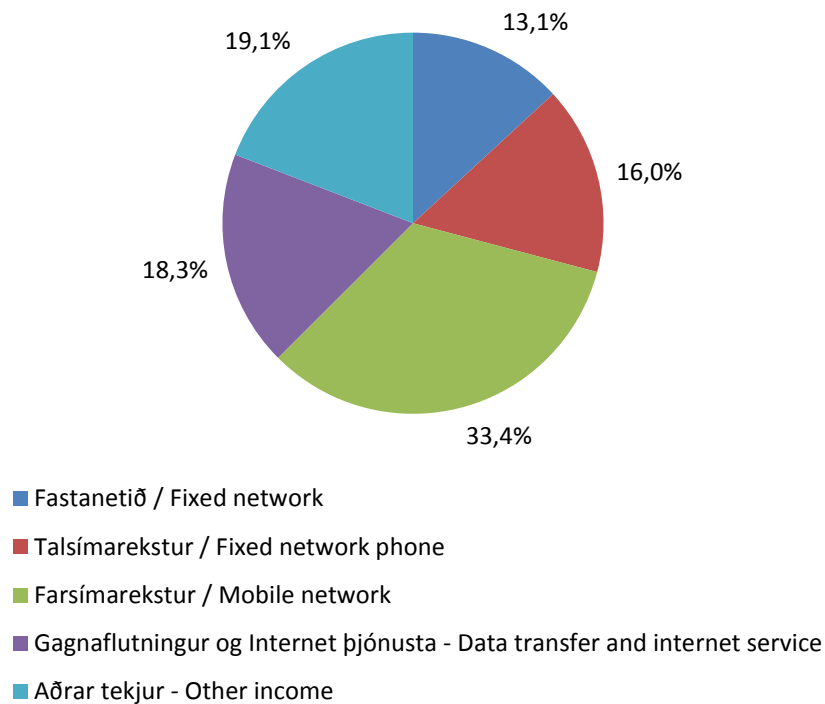 19,1%
13,1%
16,0%
18,3%
33,4%
Fastanetið / Fixed network
Talsímarekstur / Fixed network phone
Farsímarekstur / Mobile network
Gagnaflutningur og Internet þjónusta - Data transfer and internet service
Aðrar tekjur - Other income